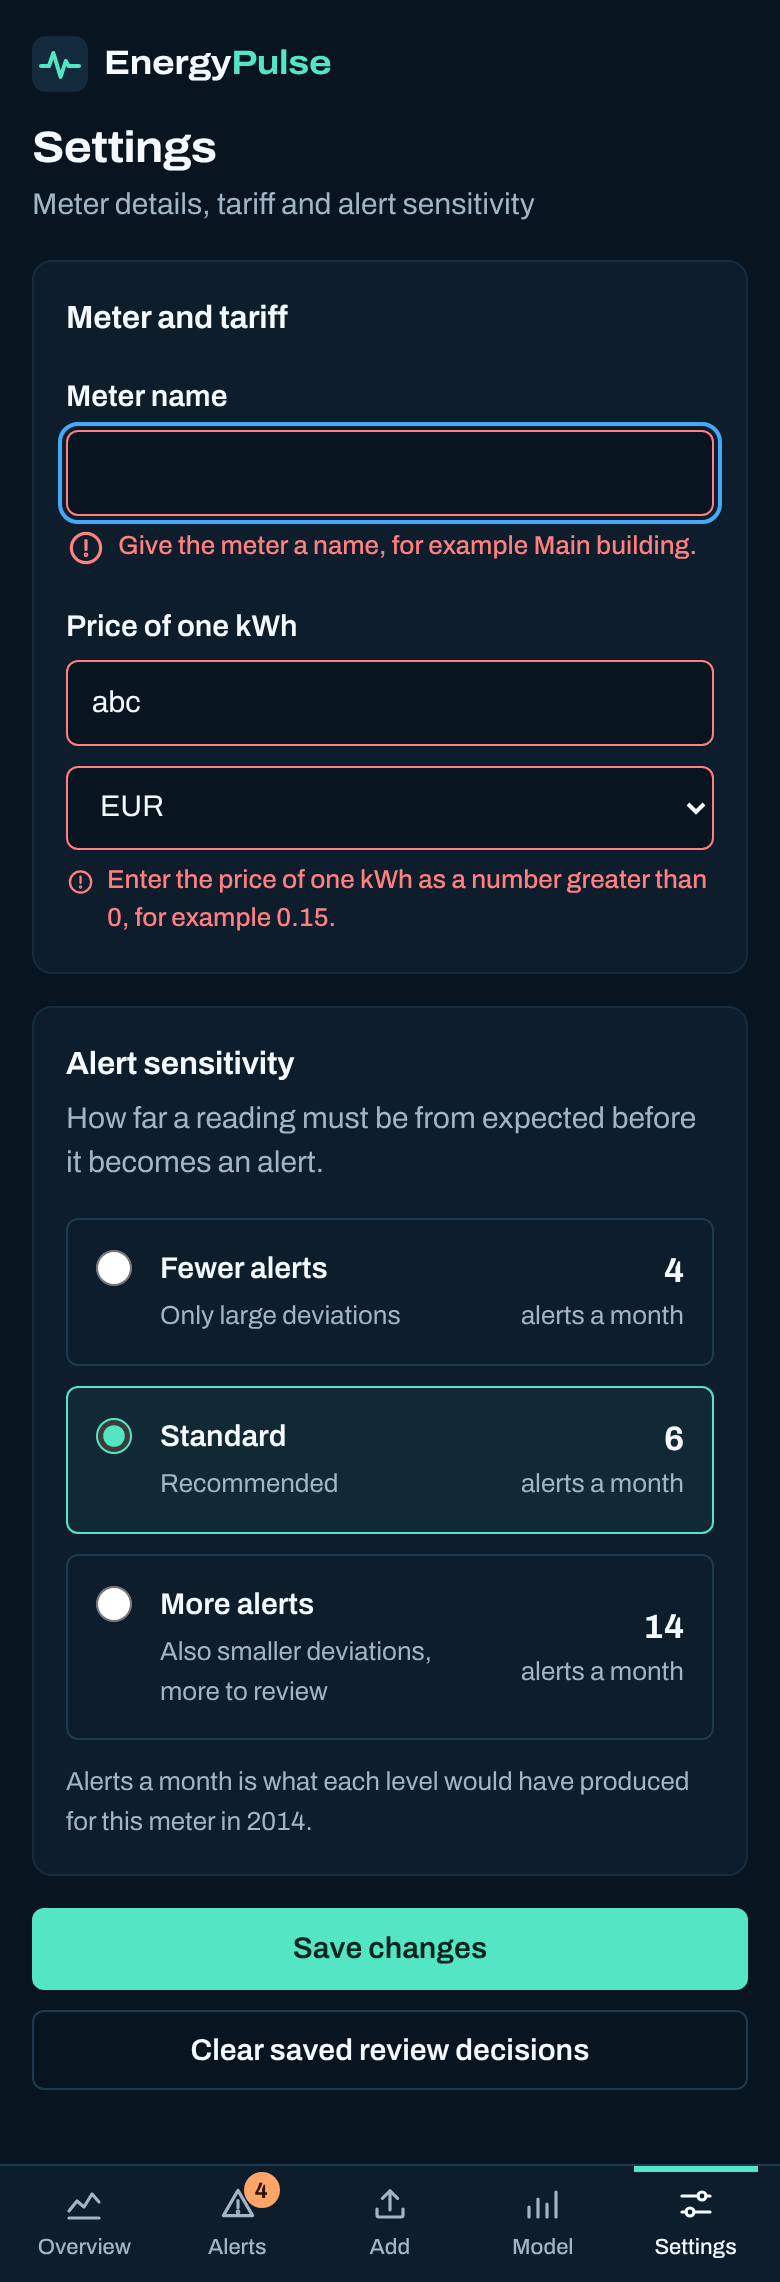 EnergyPulse
Settings
Meter details, tariff and alert sensitivity
Meter and tariff
Meter name
Give the meter a name, for example Main building.
Price of one kWh
abc
EUR
Enter the price of one kWh as a number greater than
0, for example 0.15.
Alert sensitivity
How far a reading must be from expected before
it becomes an alert.
Fewer alerts
4
Only large deviations
alerts a month
Standard
6
Recommended
alerts a month
More alerts
14
Also smaller deviations,
more to review
alerts a month
Alerts a month is what each level would have produced
for this meter in 2014.
Save changes
Clear saved review decisions
4
Overview
Alerts
Add
Model
Settings